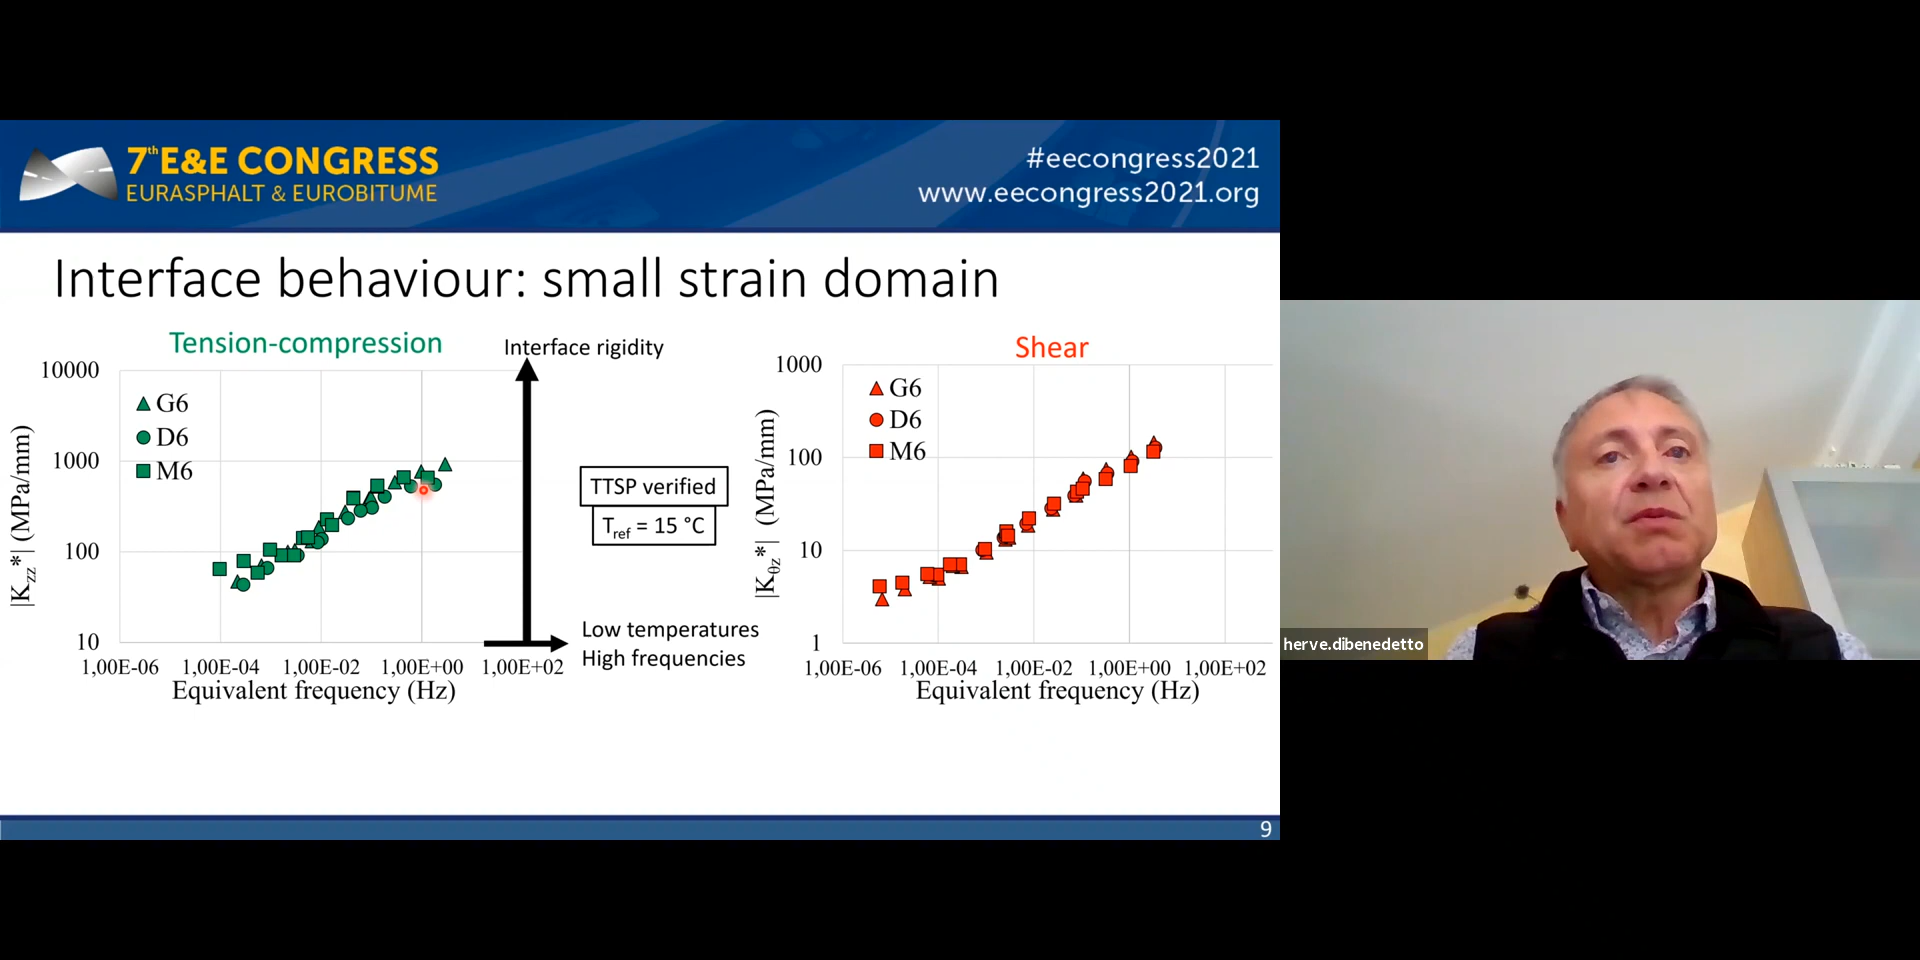 7th E&E CONGRESS
EURASPHALT & EUROBITUME
#eecongress2021
www.eecongress2021.org
Interface behaviour: small strain domain
Tension-compression
10000
1000
100
10
|Kzz*| (MPa/mm)
G6
D6
M6
1,00E-06 1,00E-04 1,00E-02 1,00E+00 1,00E+02
Equivalent frequency (Hz)
Interface rigidity
TTSP verified
Tref = 15 °C
Low temperatures
High frequencies
Shear
1000
100
10
1
|Kθz*| (MPa/mm)
G6
D6
M6
1,00E-06 1,00E-04 1,00E-02 1,00E+00 1,00E+02
Equivalent frequency (Hz)
9
herve.dibenedetto